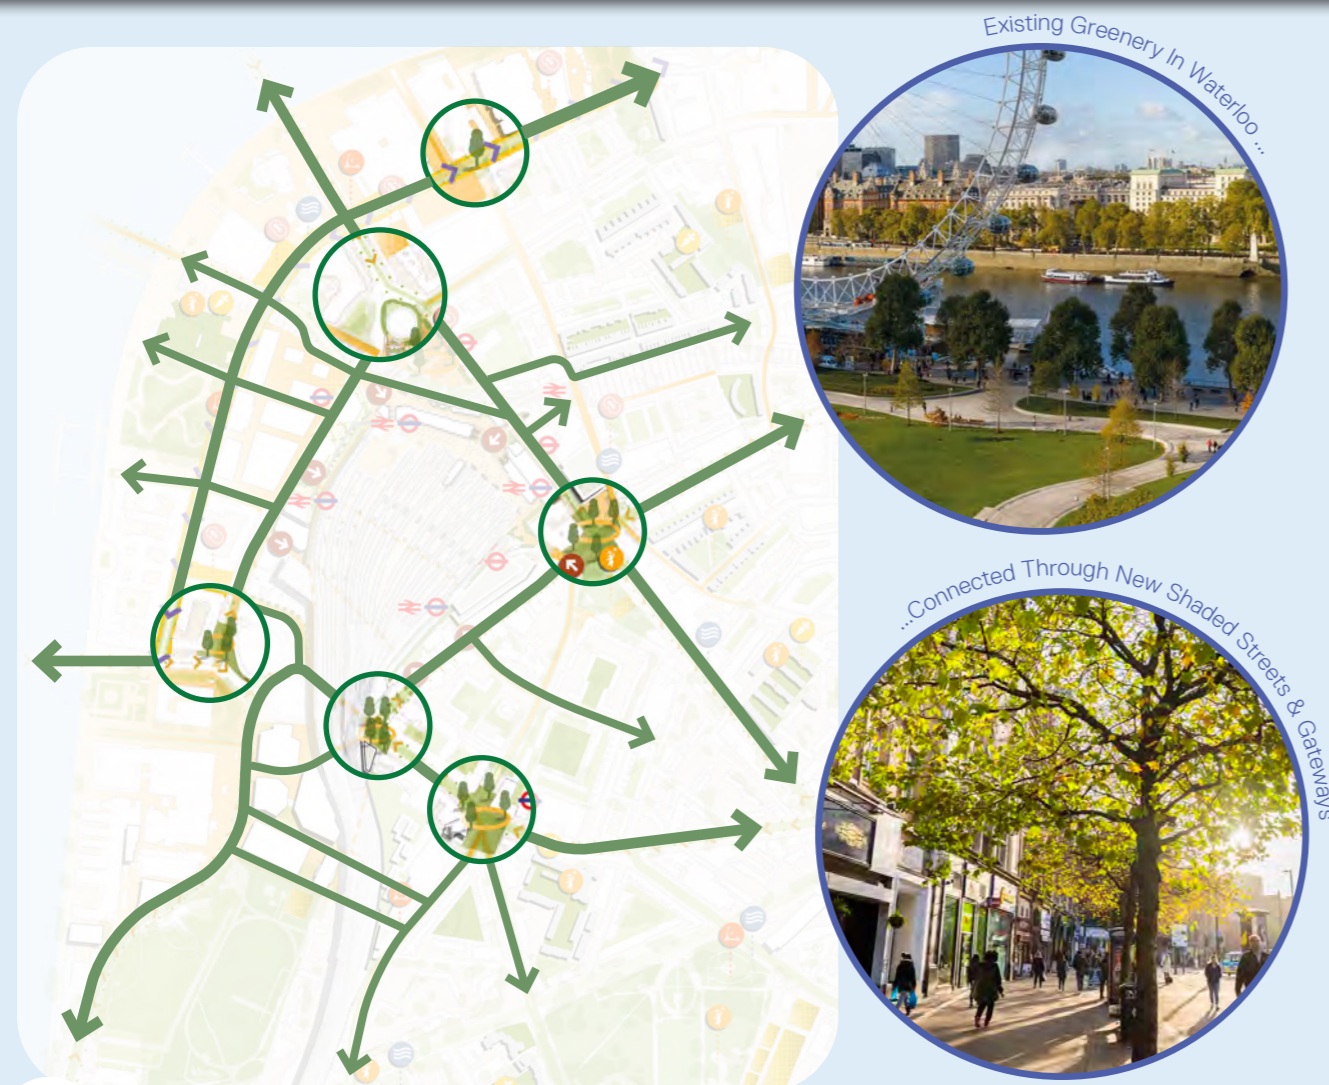 Existing Greenery In Waterloo ...
...Connected Through New Shaded Streets & Gateways